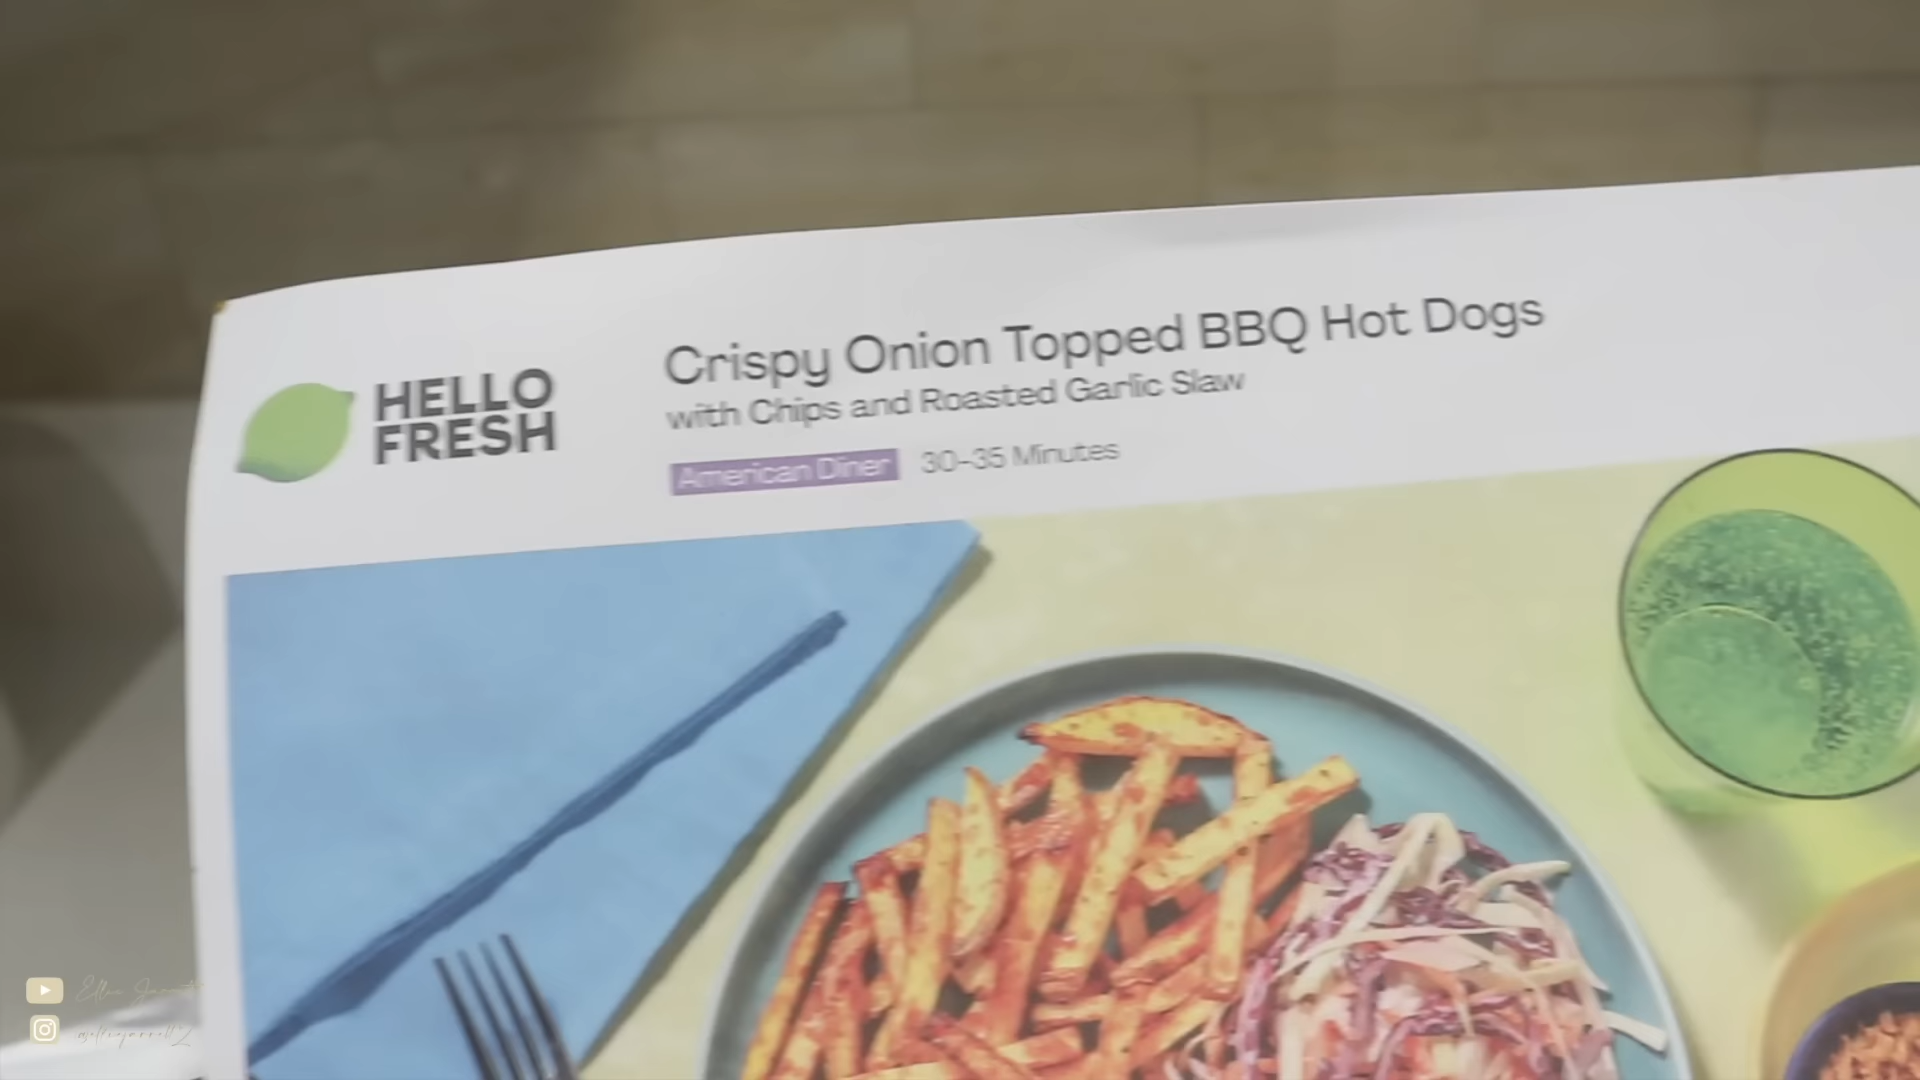 HELLO
FRESH
Crispy Onion Topped BBQ Hot Dogs
with Chips and Roasted Garlic Slaw
American Diner 30-35 Minutes